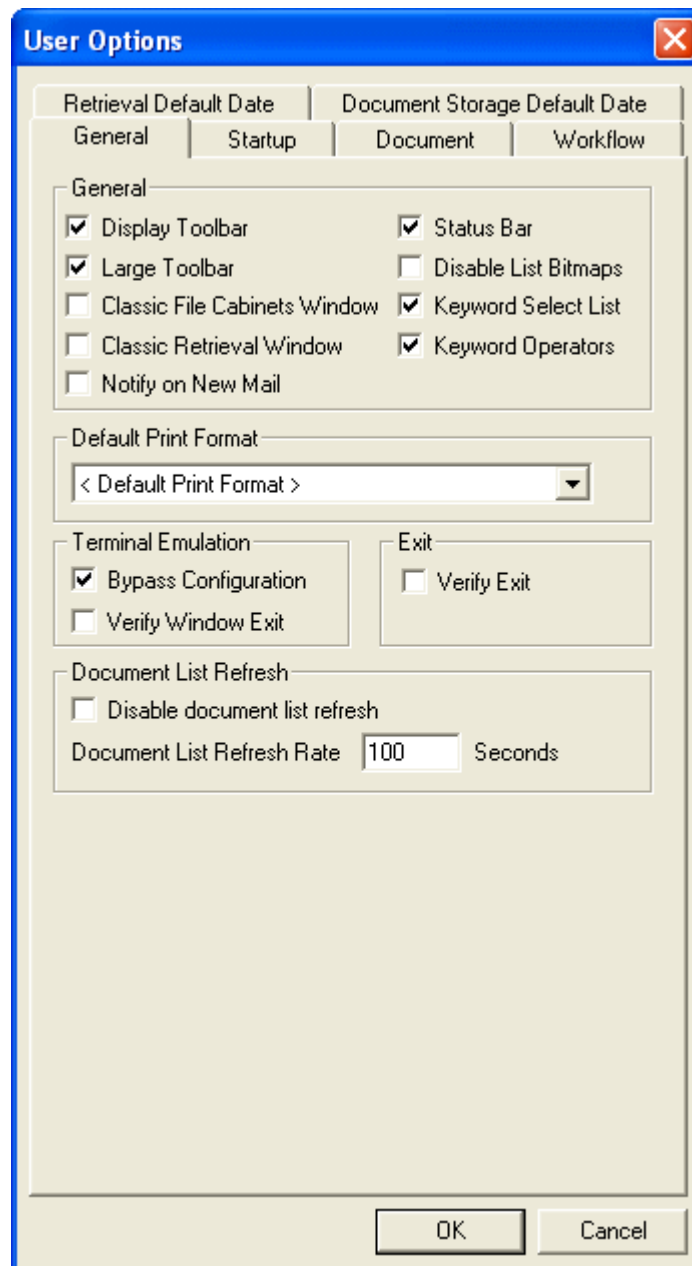 User Options
Retrieval Default Date Document Storage Default Date
General Startup Document Workflow
General
Display Toolbar Status Bar
Large Toolbar Disable List Bitmaps
Classic File Cabinets Window Keyword Select List
Classic Retrieval Window Keyword Operators
Notify on New Mail
Default Print Format
< Default Print Format >
Terminal Emulation Exit
Bypass Configuration Verify Exit
Verify Window Exit
Document List Refresh
Disable document list refresh
Document List Refresh Rate 100 Seconds
OK Cancel